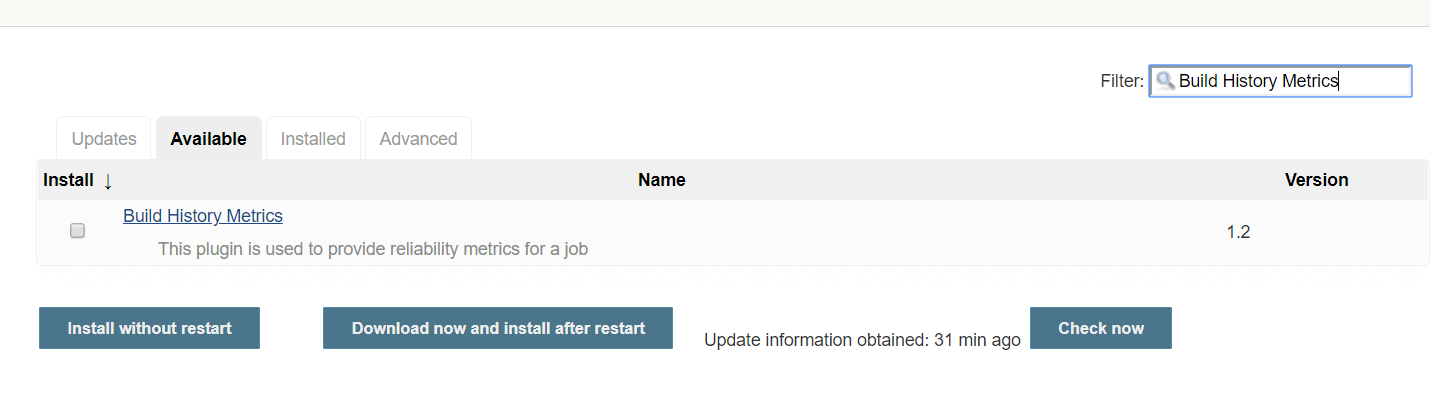 Filter: Build History Metrics
Updates Available Installed Advanced
Install ↓ Name Version
Build History Metrics
This plugin is used to provide reliability metrics for a job
1.2
Install without restart Download now and install after restart Update information obtained: 31 min ago Check now